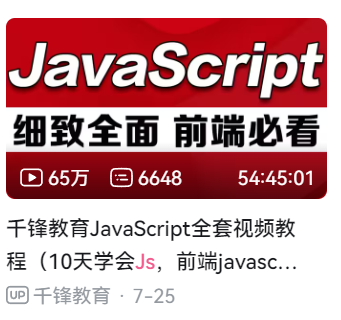 JavaScript
细致全面 前端必看
65万 6648 54:45:01
千锋教育JavaScript全套视频教
程（10天学会Js，前端javasc...
UP 千锋教育 · 7-25